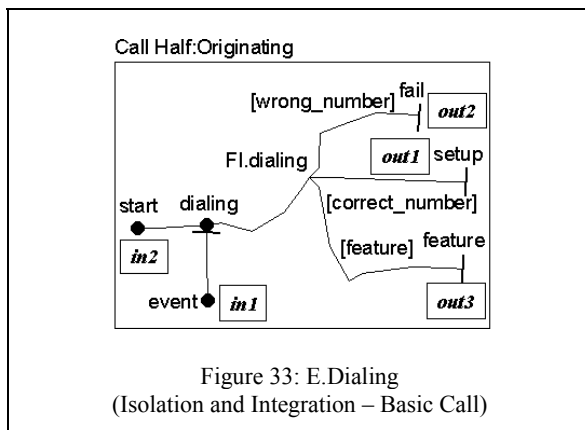 Call Half:Originating
[wrong_number] fail
out2
out1 setup
FI.dialing
start dialing
[correct_number]
in2
[feature] feature
event in1
out3
Figure 33: E.Dialing
(Isolation and Integration – Basic Call)